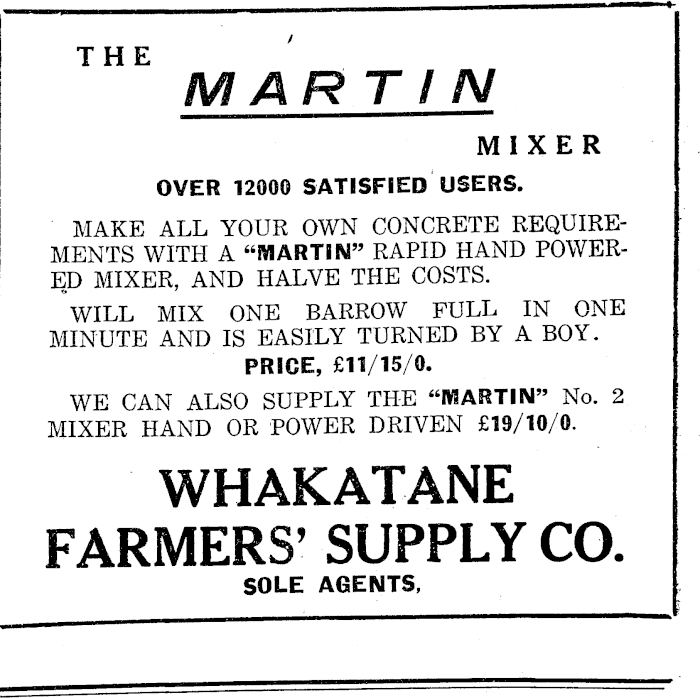 THE
MARTIN
MIXER
OVER 12000 SATISFIED USERS.
MAKE ALL YOUR OWN CONCRETE REQUIRE-
MENTS WITH A “MARTIN” RAPID HAND POWER-
ED MIXER, AND HALVE THE COSTS.
WILL MIX ONE BARROW FULL IN ONE
MINUTE AND IS EASILY TURNED BY A BOY.
PRICE, £11/15/0.
WE CAN ALSO SUPPLY THE “MARTIN” No. 2
MIXER HAND OR POWER DRIVEN £19/10/0.
WHAKATANE
FARMERS’ SUPPLY CO.
SOLE AGENTS,